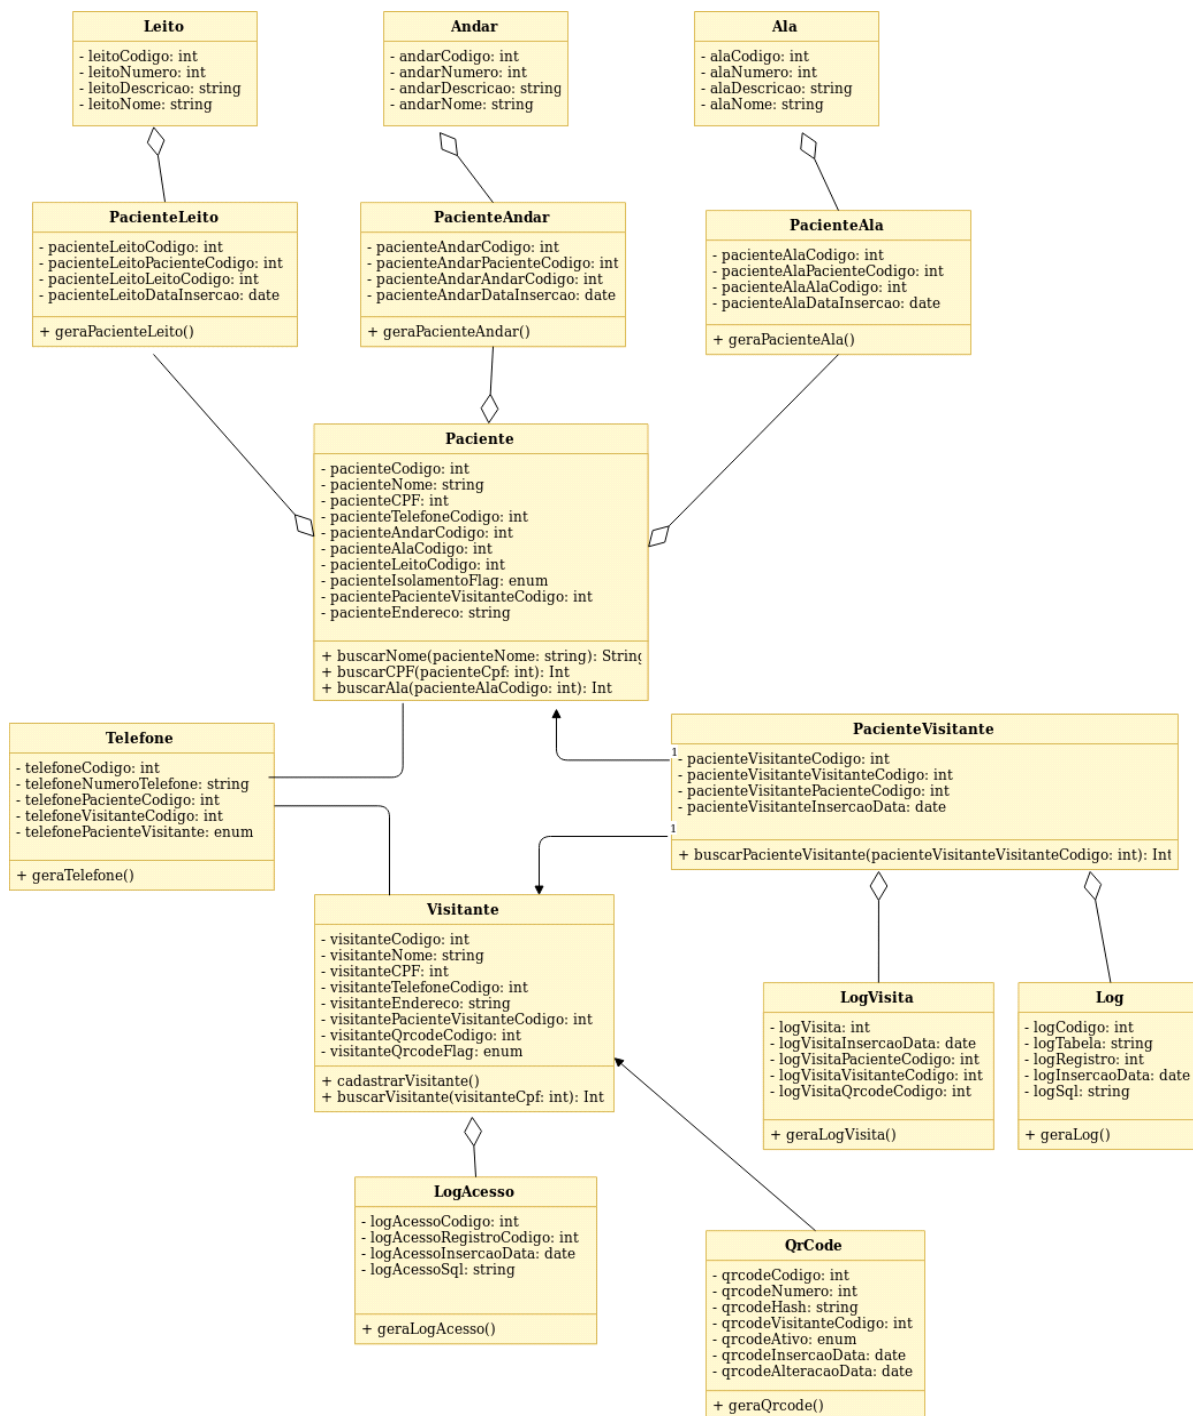 Leito
- leitoCodigo: int
- leitoNumero: int
- leitoDescricao: string
- leitoNome: string
Andar
- andarCodigo: int
- andarNumero: int
- andarDescricao: string
- andarNome: string
Ala
- alaCodigo: int
- alaNumero: int
- alaDescricao: string
- alaNome: string
PacienteLeito
- pacienteLeitoCodigo: int
- pacienteLeitoPacienteCodigo: int
- pacienteLeitoLeitoCodigo: int
- pacienteLeitoDataInsercao: date
+ geraPacienteLeito()
PacienteAndar
- pacienteAndarCodigo: int
- pacienteAndarPacienteCodigo: int
- pacienteAndarAndarCodigo: int
- pacienteAndarDataInsercao: date
+ geraPacienteAndar()
PacienteAla
- pacienteAlaCodigo: int
- pacienteAlaPacienteCodigo: int
- pacienteAlaAlaCodigo: int
- pacienteAlaDataInsercao: date
+ geraPacienteAla()
Paciente
- pacienteCodigo: int
- pacienteNome: string
- pacienteCPF: int
- pacienteTelefoneCodigo: int
- pacienteAndarCodigo: int
- pacienteAlaCodigo: int
- pacienteLeitoCodigo: int
- pacienteIsolamentoFlag: enum
- pacientePacienteVisitanteCodigo: int
- pacienteEndereco: string
+ buscarNome(pacienteNome: string): String
+ buscarCPF(pacienteCpf: int): Int
+ buscarAla(pacienteAlaCodigo: int): Int
Telefone
- telefoneCodigo: int
- telefoneNumeroTelefone: string
- telefonePacienteCodigo: int
- telefoneVisitanteCodigo: int
- telefonePacienteVisitante: enum
+ geraTelefone()
PacienteVisitante
1
- pacienteVisitanteCodigo: int
- pacienteVisitanteVisitanteCodigo: int
- pacienteVisitantePacienteCodigo: int
- pacienteVisitanteInsercaoData: date
1
+ buscarPacienteVisitante(pacienteVisitanteVisitanteCodigo: int): Int
Visitante
- visitanteCodigo: int
- visitanteNome: string
- visitanteCPF: int
- visitanteTelefoneCodigo: int
- visitanteEndereco: string
- visitantePacienteVisitanteCodigo: int
- visitanteQrcodeCodigo: int
- visitanteQrcodeFlag: enum
+ cadastrarVisitante()
+ buscarVisitante(visitanteCpf: int): Int
LogVisita
- logVisita: int
- logVisitaInsercaoData: date
- logVisitaPacienteCodigo: int
- logVisitaVisitanteCodigo: int
- logVisitaQrcodeCodigo: int
+ geraLogVisita()
Log
- logCodigo: int
- logTabela: string
- logRegistro: int
- logInsercaoData: date
- logSql: string
+ geraLog()
LogAcesso
- logAcessoCodigo: int
- logAcessoRegistroCodigo: int
- logAcessoInsercaoData: date
- logAcessoSql: string
+ geraLogAcesso()
QrCode
- qrcodeCodigo: int
- qrcodeNumero: int
- qrcodeHash: string
- qrcodeVisitanteCodigo: int
- qrcodeAtivo: enum
- qrcodeInsercaoData: date
- qrcodeAlteracaoData: date
+ geraQrcode()